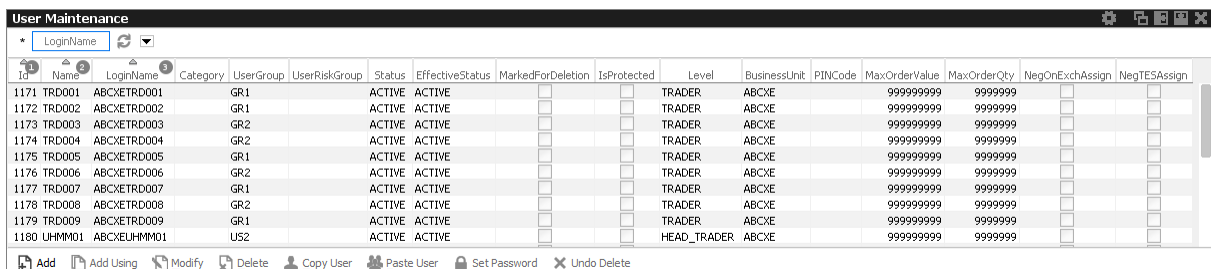 User Maintenance
* LoginName
Id 1 Name 2 LoginName 3 Category UserGroup UserRiskGroup Status EffectiveStatus MarkedForDeletion IsProtected Level BusinessUnit PINCode MaxOrderValue MaxOrderQty NegOnExchAssign NegTESAssign
1171 TRD001 ABCXETRD001 GR1 ACTIVE ACTIVE TRADER ABCXE 999999999 9999999
1172 TRD002 ABCXETRD002 GR1 ACTIVE ACTIVE TRADER ABCXE 999999999 9999999
1173 TRD003 ABCXETRD003 GR2 ACTIVE ACTIVE TRADER ABCXE 999999999 9999999
1174 TRD004 ABCXETRD004 GR2 ACTIVE ACTIVE TRADER ABCXE 999999999 9999999
1175 TRD005 ABCXETRD005 GR1 ACTIVE ACTIVE TRADER ABCXE 999999999 9999999
1176 TRD006 ABCXETRD006 GR2 ACTIVE ACTIVE TRADER ABCXE 999999999 9999999
1177 TRD007 ABCXETRD007 GR1 ACTIVE ACTIVE TRADER ABCXE 999999999 9999999
1178 TRD008 ABCXETRD008 GR2 ACTIVE ACTIVE TRADER ABCXE 999999999 9999999
1179 TRD009 ABCXETRD009 GR1 ACTIVE ACTIVE TRADER ABCXE 999999999 9999999
1180 UHMM01 ABCXEUHMM01 US2 ACTIVE ACTIVE HEAD_TRADER ABCXE 999999999 9999999
Add Add Using Modify Delete Copy User Paste User Set Password Undo Delete